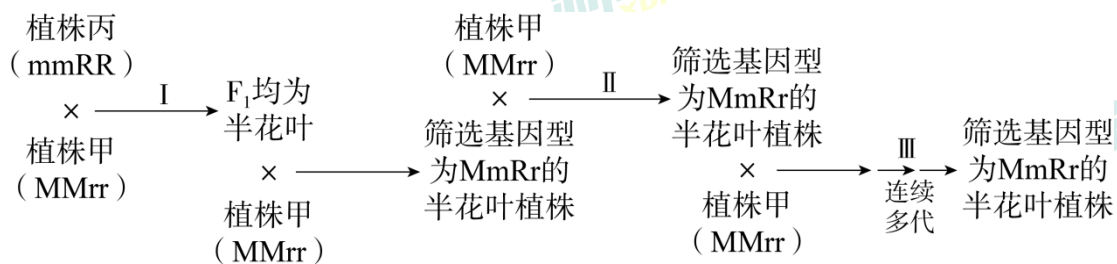 植株丙
（mmRR）
×
植株甲
（MMrr）
Ⅰ
F₁均为
半花叶
×
植株甲
（MMrr）
筛选基因型
为MmRr的
半花叶植株
植株甲
（MMrr）
×
Ⅱ
筛选基因型
为MmRr的
半花叶植株
×
植株甲
（MMrr）
Ⅲ
连续
多代
筛选基因型
为MmRr的
半花叶植株